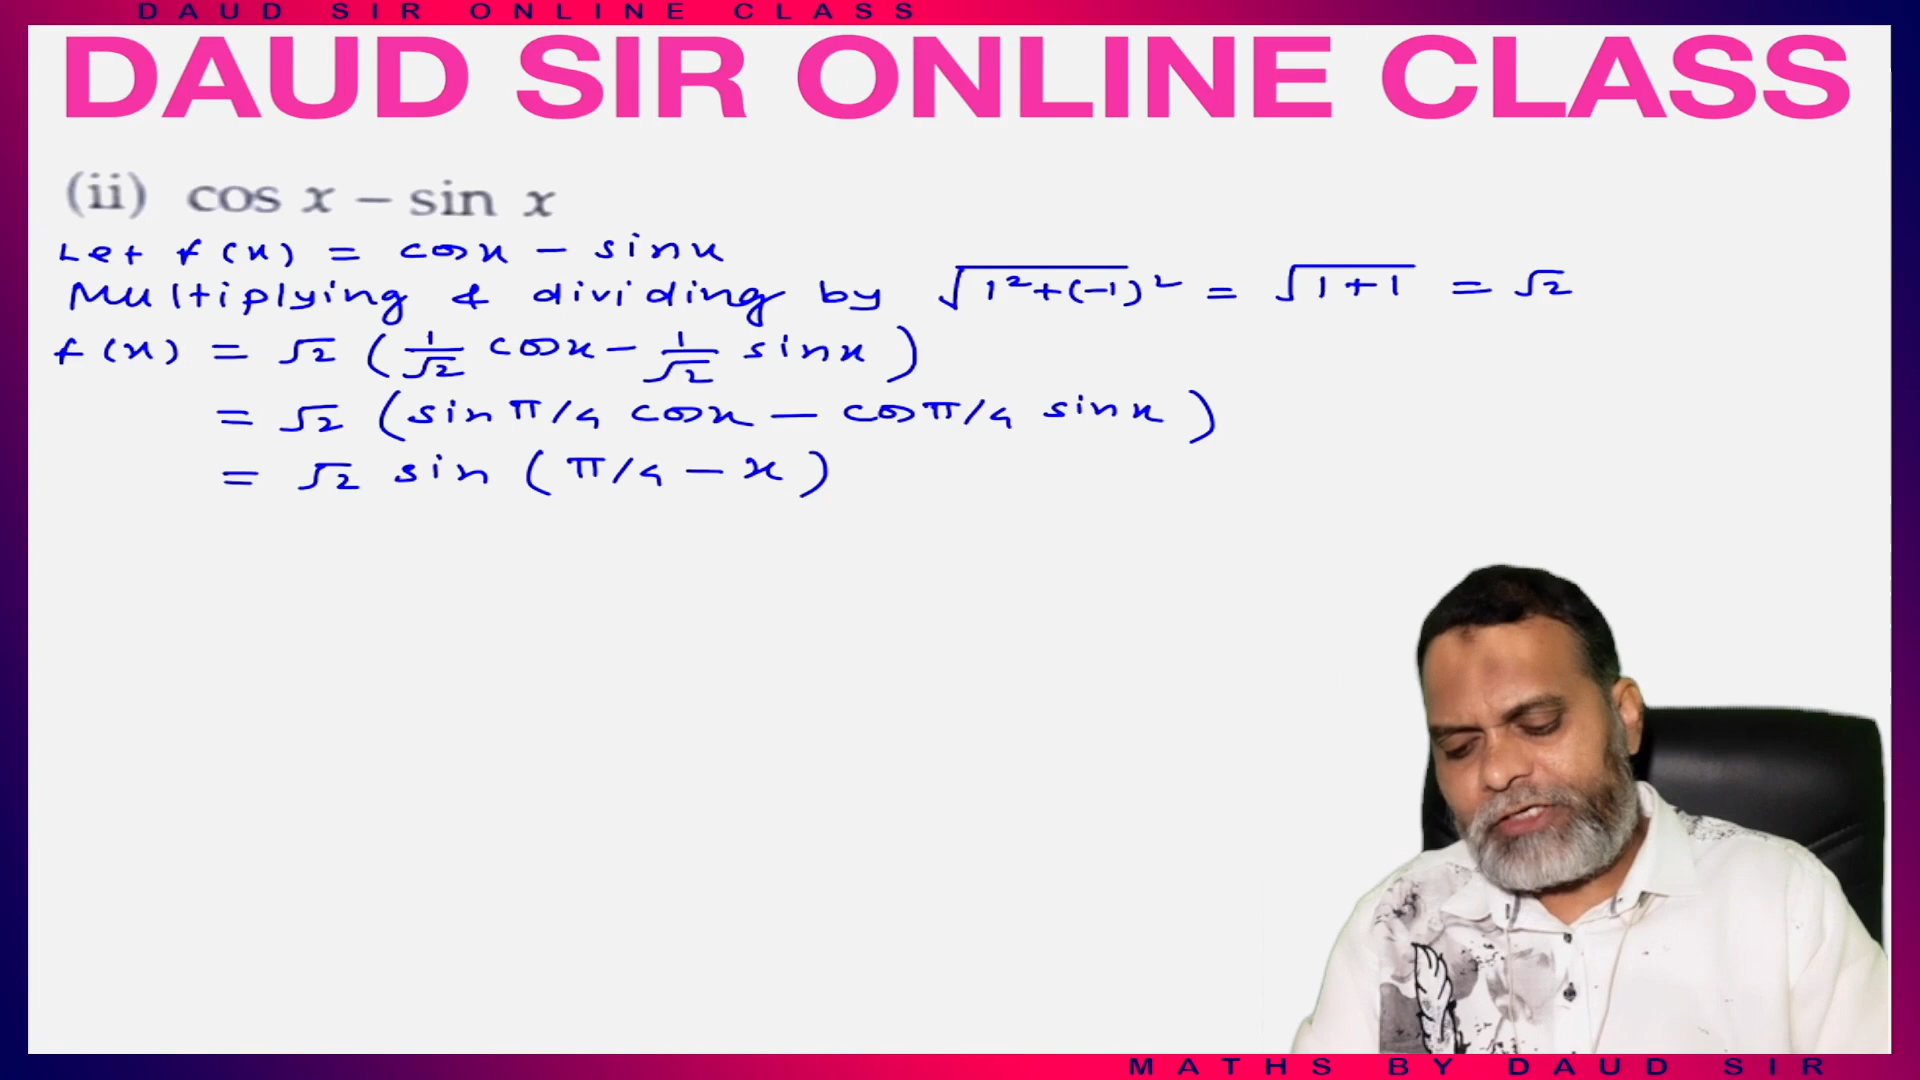 DAUD SIR ONLINE CLASS
DAUD SIR ONLINE CLASS
(ii) cos x – sin x
Let f(x) = cosx – sinx
Multiplying & dividing by √1²+(-1)² = √1+1 = √2
f(x) = √2 (1/√2 cosx – 1/√2 sinx)
= √2 (sin π/4 cosx – cos π/4 sinx)
= √2 sin (π/4 – x)
MATHS BY DAUD SIR